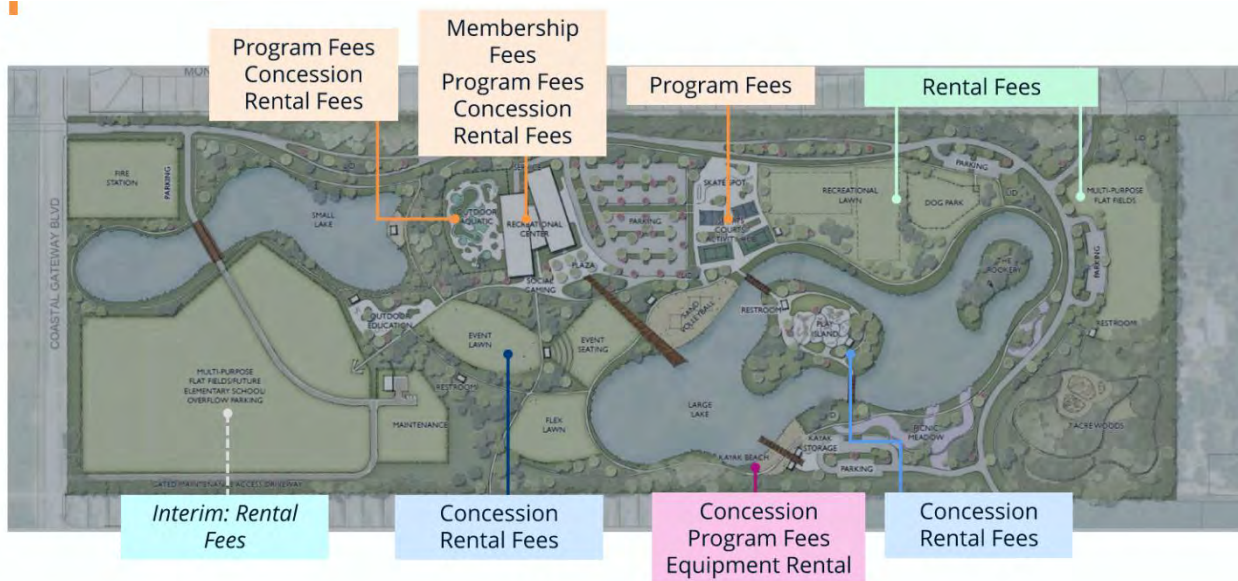 Program Fees
Concession
Rental Fees
Membership
Fees
Program Fees
Concession
Rental Fees
Program Fees
Rental Fees
COASTAL GATEWAY BLVD
FIRE
STATION
PARKING
SMALL
LAKE
OUTDOOR
AQUATIC
RECREATIONAL
CENTER
PLAZA
SOCIAL
GAMING
OUTDOOR
EDUCATION
PARKING
SKATE SPOT
COURTS
RECREATIONAL
LAWN
DOG PARK
PARKING
MULTI-PURPOSE
FLAT FIELDS
PARKING
RESTROOM
THE
ROOKERY
SAND
VOLLEYBALL
RESTROOM
PLAY
ISLAND
EVENT
LAWN
EVENT
SEATING
MULTI-PURPOSE
FLAT FIELDS/FUTURE
ELEMENTARY SCHOOL/
OVERFLOW PARKING
RESTROOM
MAINTENANCE
FLEX
LAWN
LARGE
LAKE
KAYAK BEACH
KAYAK
STORAGE
PICNIC
MEADOW
PARKING
7 ACRE WOODS
GATED MAINTENANCE ACCESS DRIVEWAY
Interim: Rental
Fees
Concession
Rental Fees
Concession
Program Fees
Equipment Rental
Concession
Rental Fees